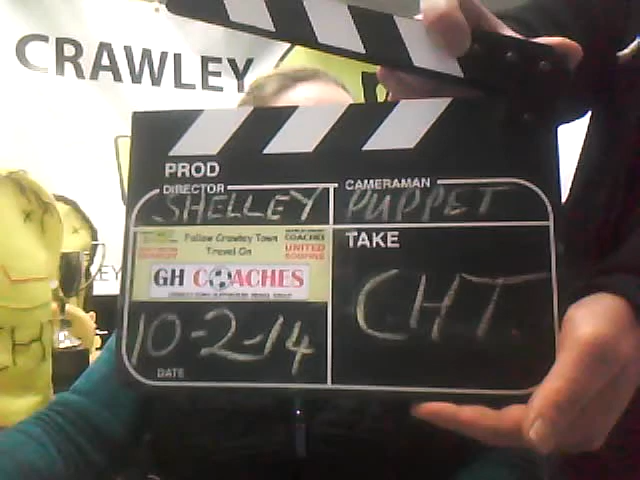 CRAWLEY
PROD
DIRECTOR
SHELLEY
CAMERAMAN
PUPPET
Follow Crawley Town
Travel On
GH COACHES
UNITED
TAKE
CHT
10-2-14
DATE